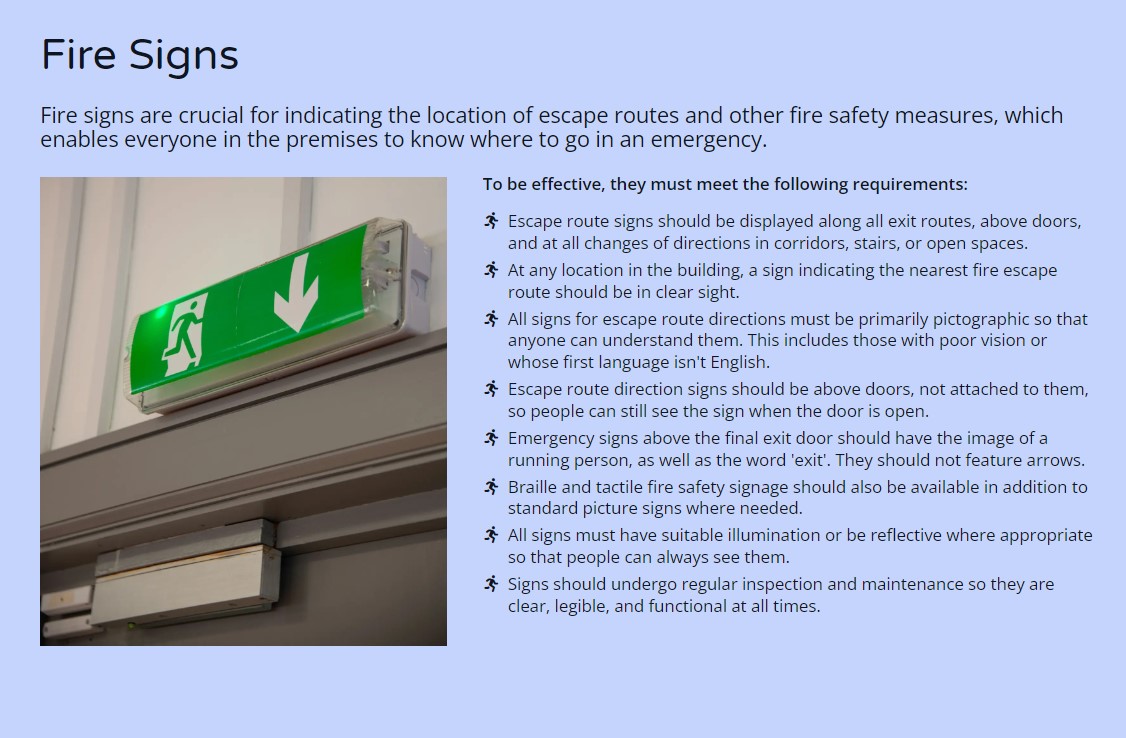 Fire Signs
Fire signs are crucial for indicating the location of escape routes and other fire safety measures, which
enables everyone in the premises to know where to go in an emergency.
To be effective, they must meet the following requirements:
Escape route signs should be displayed along all exit routes, above doors,
and at all changes of directions in corridors, stairs, or open spaces.
At any location in the building, a sign indicating the nearest fire escape
route should be in clear sight.
All signs for escape route directions must be primarily pictographic so that
anyone can understand them. This includes those with poor vision or
whose first language isn't English.
Escape route direction signs should be above doors, not attached to them,
so people can still see the sign when the door is open.
Emergency signs above the final exit door should have the image of a
running person, as well as the word 'exit'. They should not feature arrows.
Braille and tactile fire safety signage should also be available in addition to
standard picture signs where needed.
All signs must have suitable illumination or be reflective where appropriate
so that people can always see them.
Signs should undergo regular inspection and maintenance so they are
clear, legible, and functional at all times.